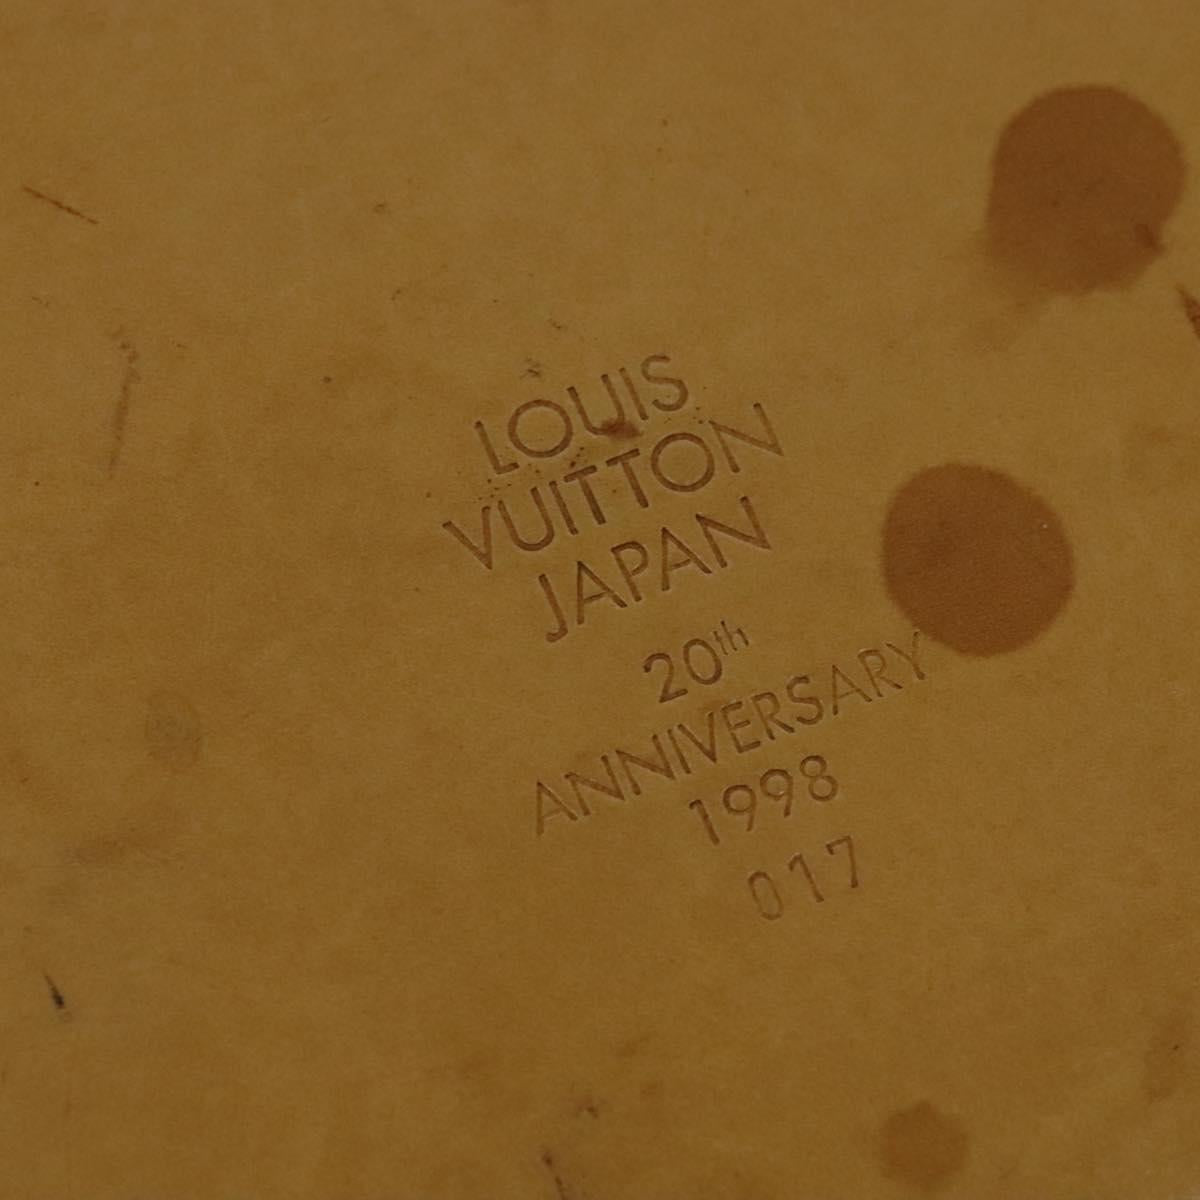 LOUIS
VUITTON
JAPAN
20th
ANNIVERSARY
1998
017